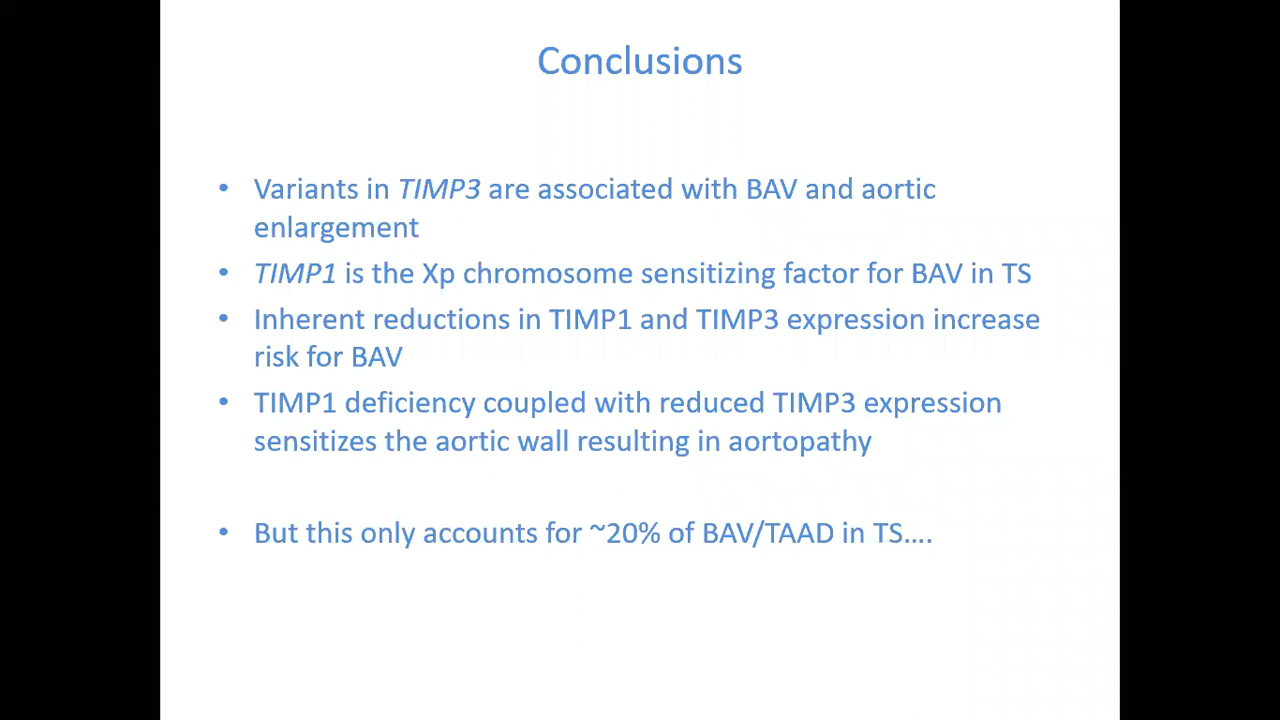 Conclusions
• Variants in TIMP3 are associated with BAV and aortic
enlargement
• TIMP1 is the Xp chromosome sensitizing factor for BAV in TS
• Inherent reductions in TIMP1 and TIMP3 expression increase
risk for BAV
• TIMP1 deficiency coupled with reduced TIMP3 expression
sensitizes the aortic wall resulting in aortopathy
• But this only accounts for ~20% of BAV/TAAD in TS....